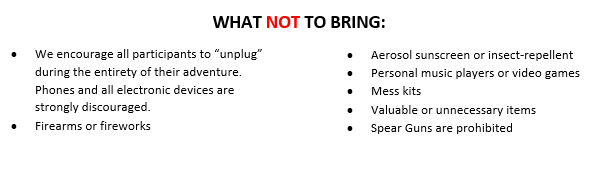 WHAT NOT TO BRING:
• We encourage all participants to “unplug”
during the entirety of their adventure.
Phones and all electronic devices are
strongly discouraged.
• Firearms or fireworks
• Aerosol sunscreen or insect-repellent
• Personal music players or video games
• Mess kits
• Valuable or unnecessary items
• Spear Guns are prohibited